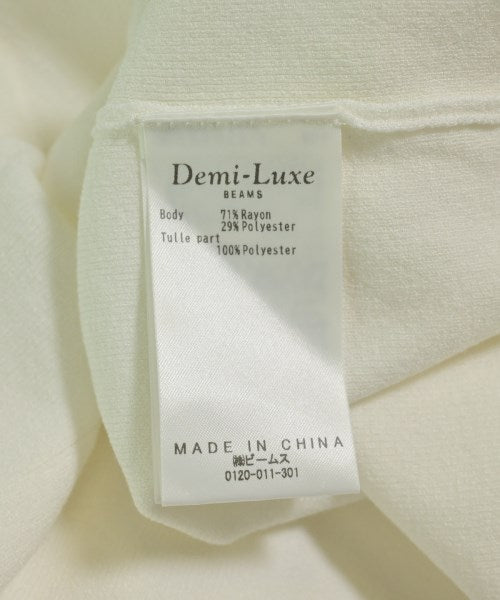 Demi-Luxe
BEAMS
Body 71% Rayon
29% Polyester
Tulle part
100% Polyester
MADE IN CHINA
㈱ビームス
0120-011-301